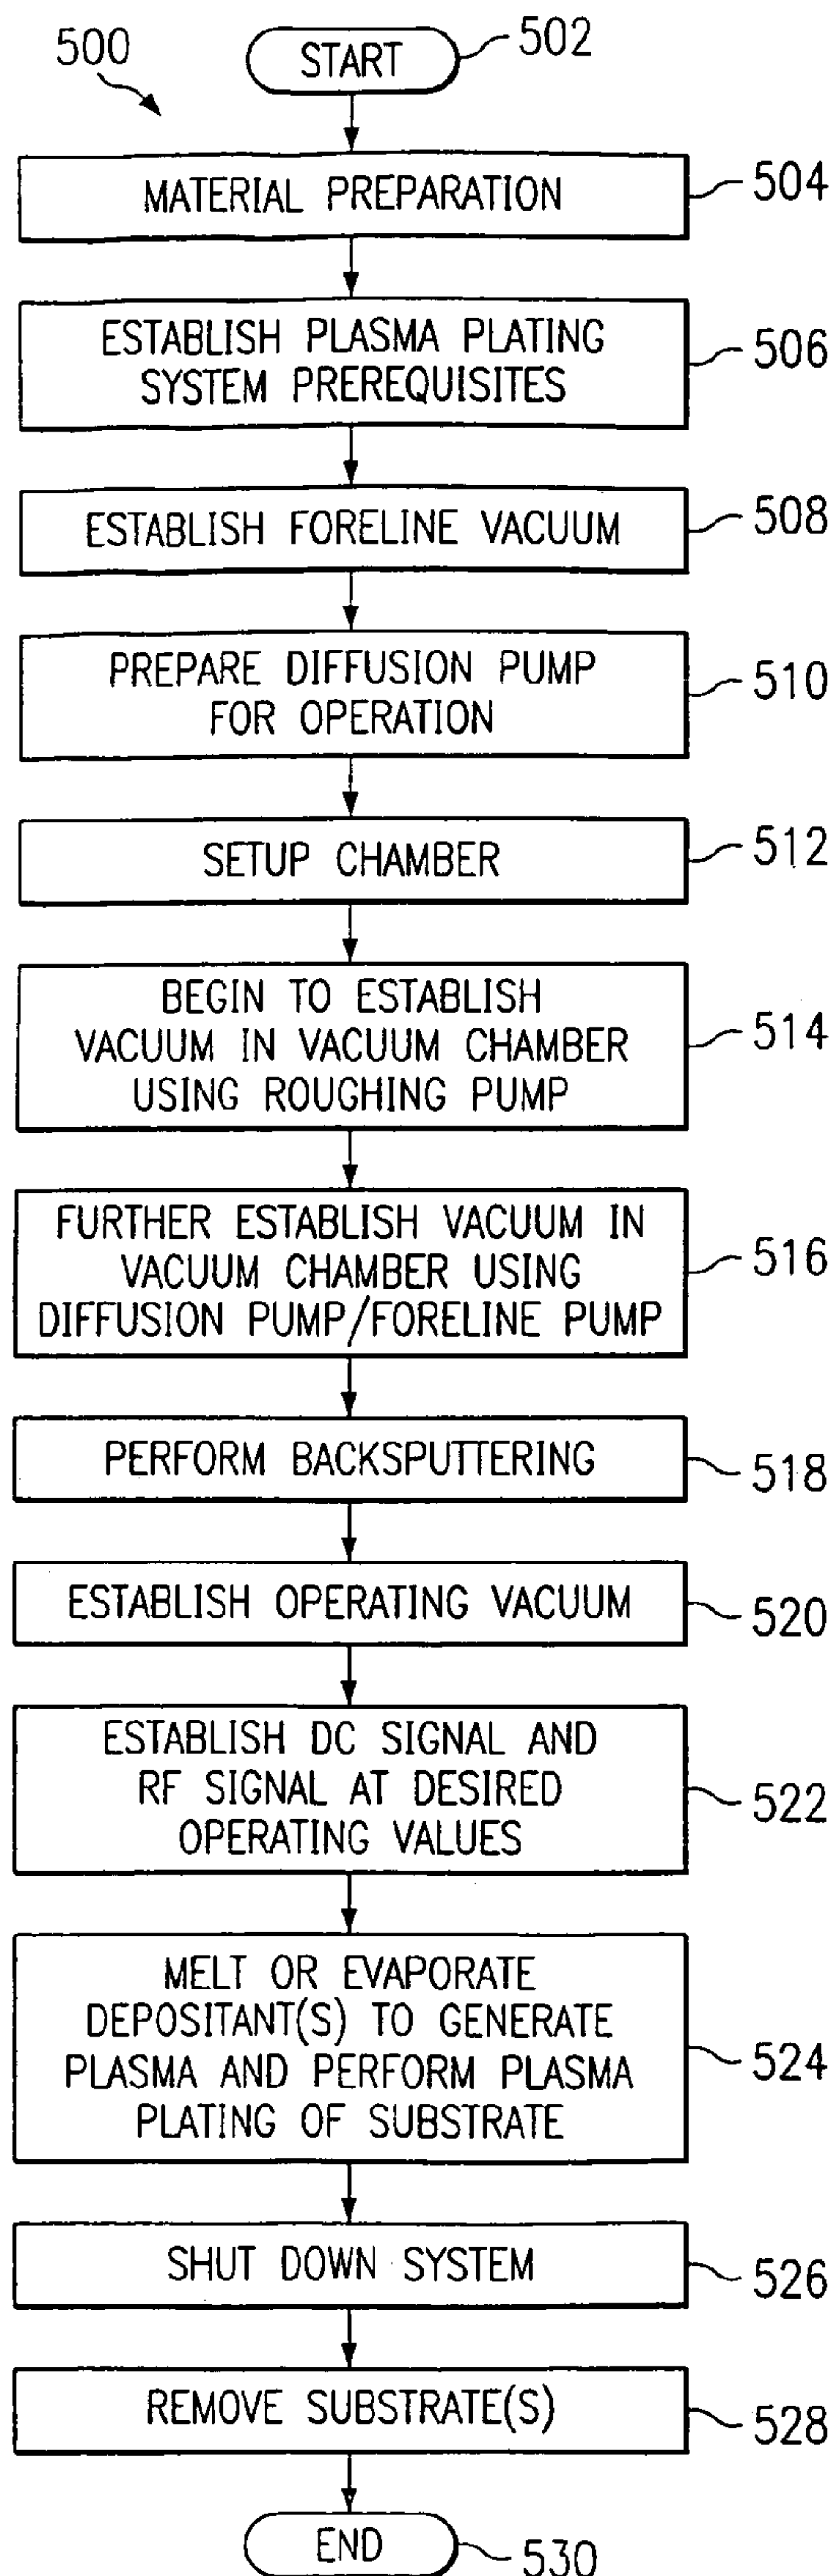 500
START
502
MATERIAL PREPARATION
504
ESTABLISH PLASMA PLATING
SYSTEM PREREQUISITES
506
ESTABLISH FORELINE VACUUM
508
PREPARE DIFFUSION PUMP
FOR OPERATION
510
SETUP CHAMBER
512
BEGIN TO ESTABLISH
VACUUM IN VACUUM CHAMBER
USING ROUGHING PUMP
514
FURTHER ESTABLISH VACUUM IN
VACUUM CHAMBER USING
DIFFUSION PUMP/FORELINE PUMP
516
PERFORM BACKSPUTTERING
518
ESTABLISH OPERATING VACUUM
520
ESTABLISH DC SIGNAL AND
RF SIGNAL AT DESIRED
OPERATING VALUES
522
MELT OR EVAPORATE
DEPOSITANT(S) TO GENERATE
PLASMA AND PERFORM PLASMA
PLATING OF SUBSTRATE
524
SHUT DOWN SYSTEM
526
REMOVE SUBSTRATE(S)
528
END
530